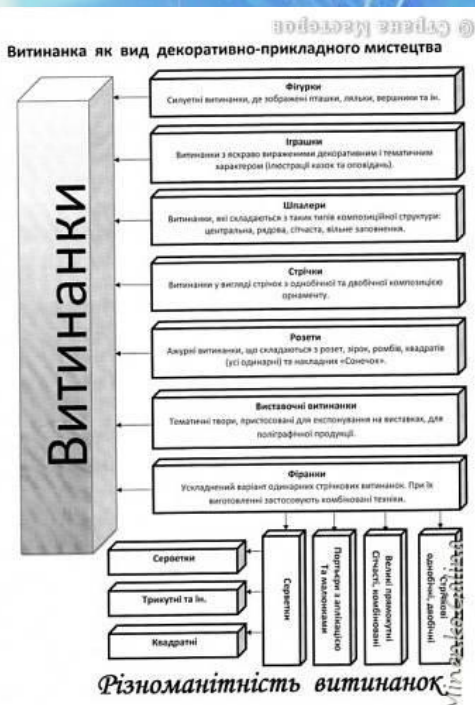 © Страна Мастеров
Витинанка як вид декоративно-прикладного мистецтва
Витинанки
Фігурки
Силуетні витинанки, де зображені пташки, ляльки, вершники та ін.
Іграшки
Витинанки з яскраво вираженими декоративним і тематичним
характером (ілюстрації казок та оповідань).
Шпалери
Витинанки, які складаються з таких типів композиційної структури:
центральна, рядова, сітчаста, вільне заповнення.
Стрічки
Витинанки у вигляді стрічок з однобічної та двобічної композицією
орнаменту.
Розети
Ажурні витинанки, що складаються з розет, зірок, ромбів, квадратів
(усі одинарні) та накладних «Сонечок».
Виставочні витинанки
Тематичні твори, пристосовані для експонування на виставках, для
поліграфічної продукції.
Фіранки
Ускладнений варіант одинарних стрічкових витинанок. При їх
виготовленні застосовують комбіновані техніки.
Серветки
Трикутні та ін.
Квадратні
Серветки
Портьєри з аплікацією
Та малюнками
Великі прямокутні
Сітчасті, комбіновані
Стрічкові
однобічні, двобічні
Різноманітність витинанок.